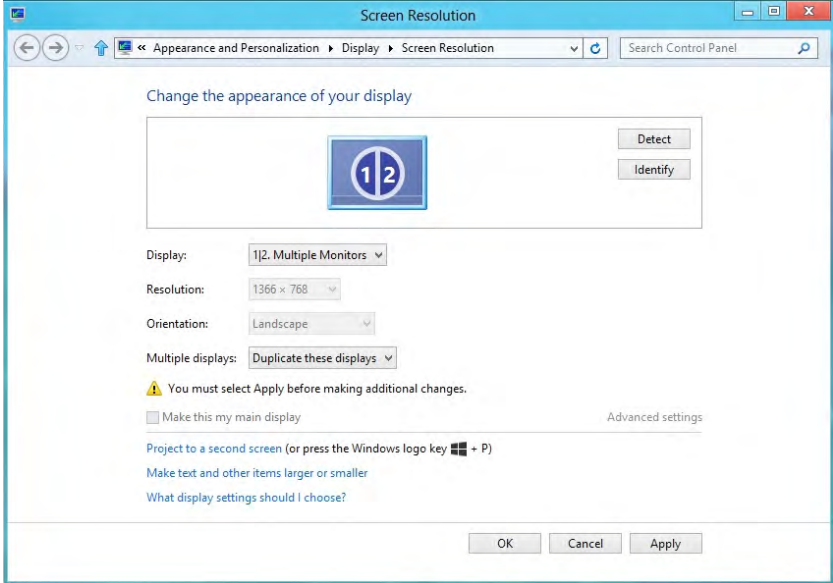 Screen Resolution
« Appearance and Personalization ▸ Display ▸ Screen Resolution
Search Control Panel
Change the appearance of your display
1|2
Detect
Identify
Display: 1|2. Multiple Monitors
Resolution: 1366 × 768
Orientation: Landscape
Multiple displays: Duplicate these displays
You must select Apply before making additional changes.
Make this my main display Advanced settings
Project to a second screen (or press the Windows logo key + P)
Make text and other items larger or smaller
What display settings should I choose?
OK Cancel Apply